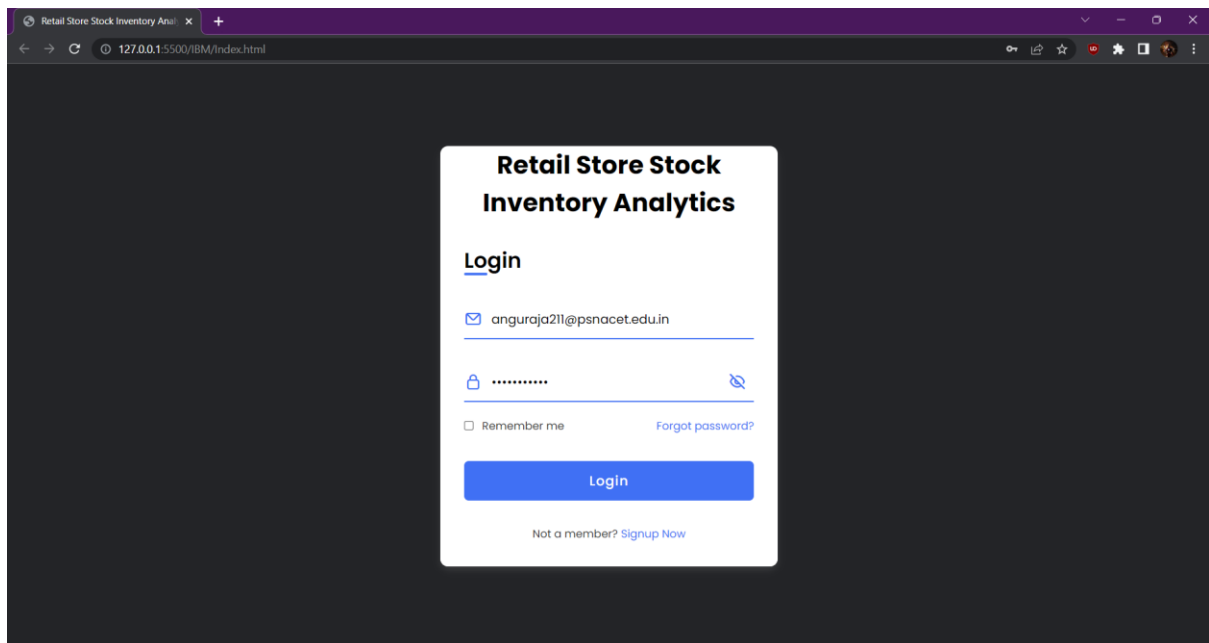 Retail Store Stock Inventory Anal
127.0.0.1:5500/IBM/Index.html
Retail Store Stock
Inventory Analytics
Login
anguraja211@psnacet.edu.in
Remember me Forgot password?
Login
Not a member? Signup Now